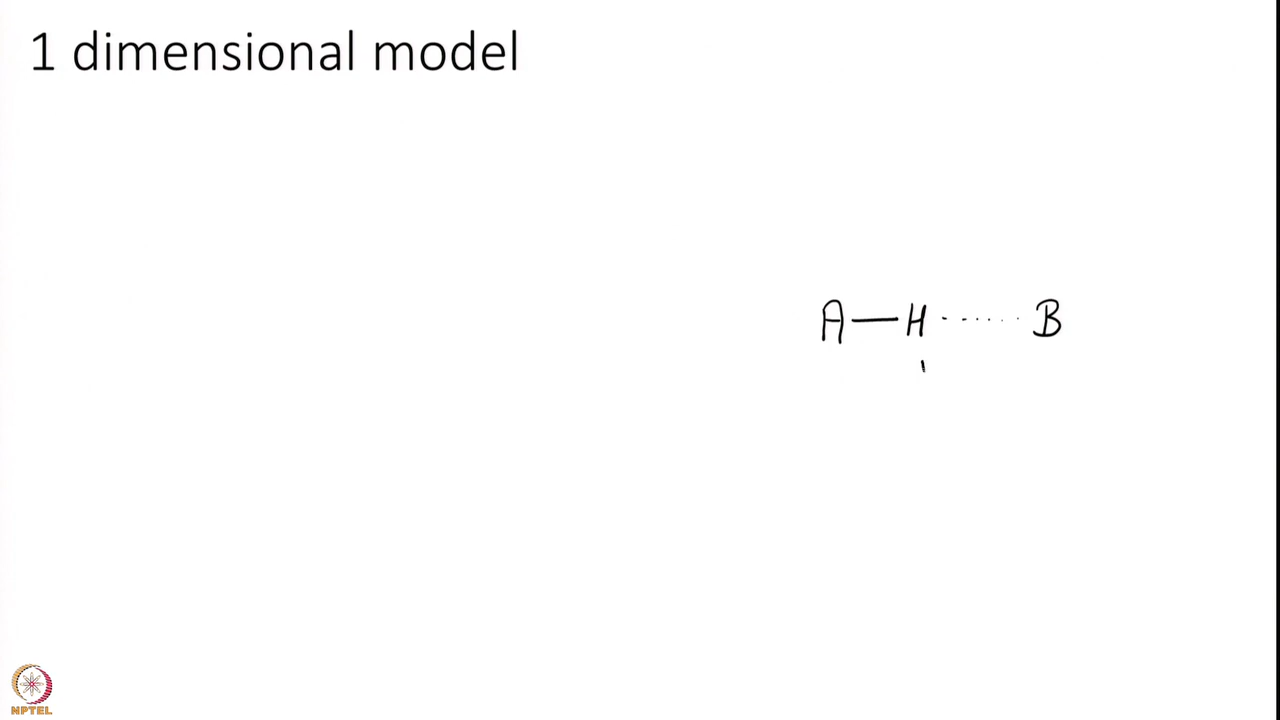 1 dimensional model
A—H......B
NPTEL